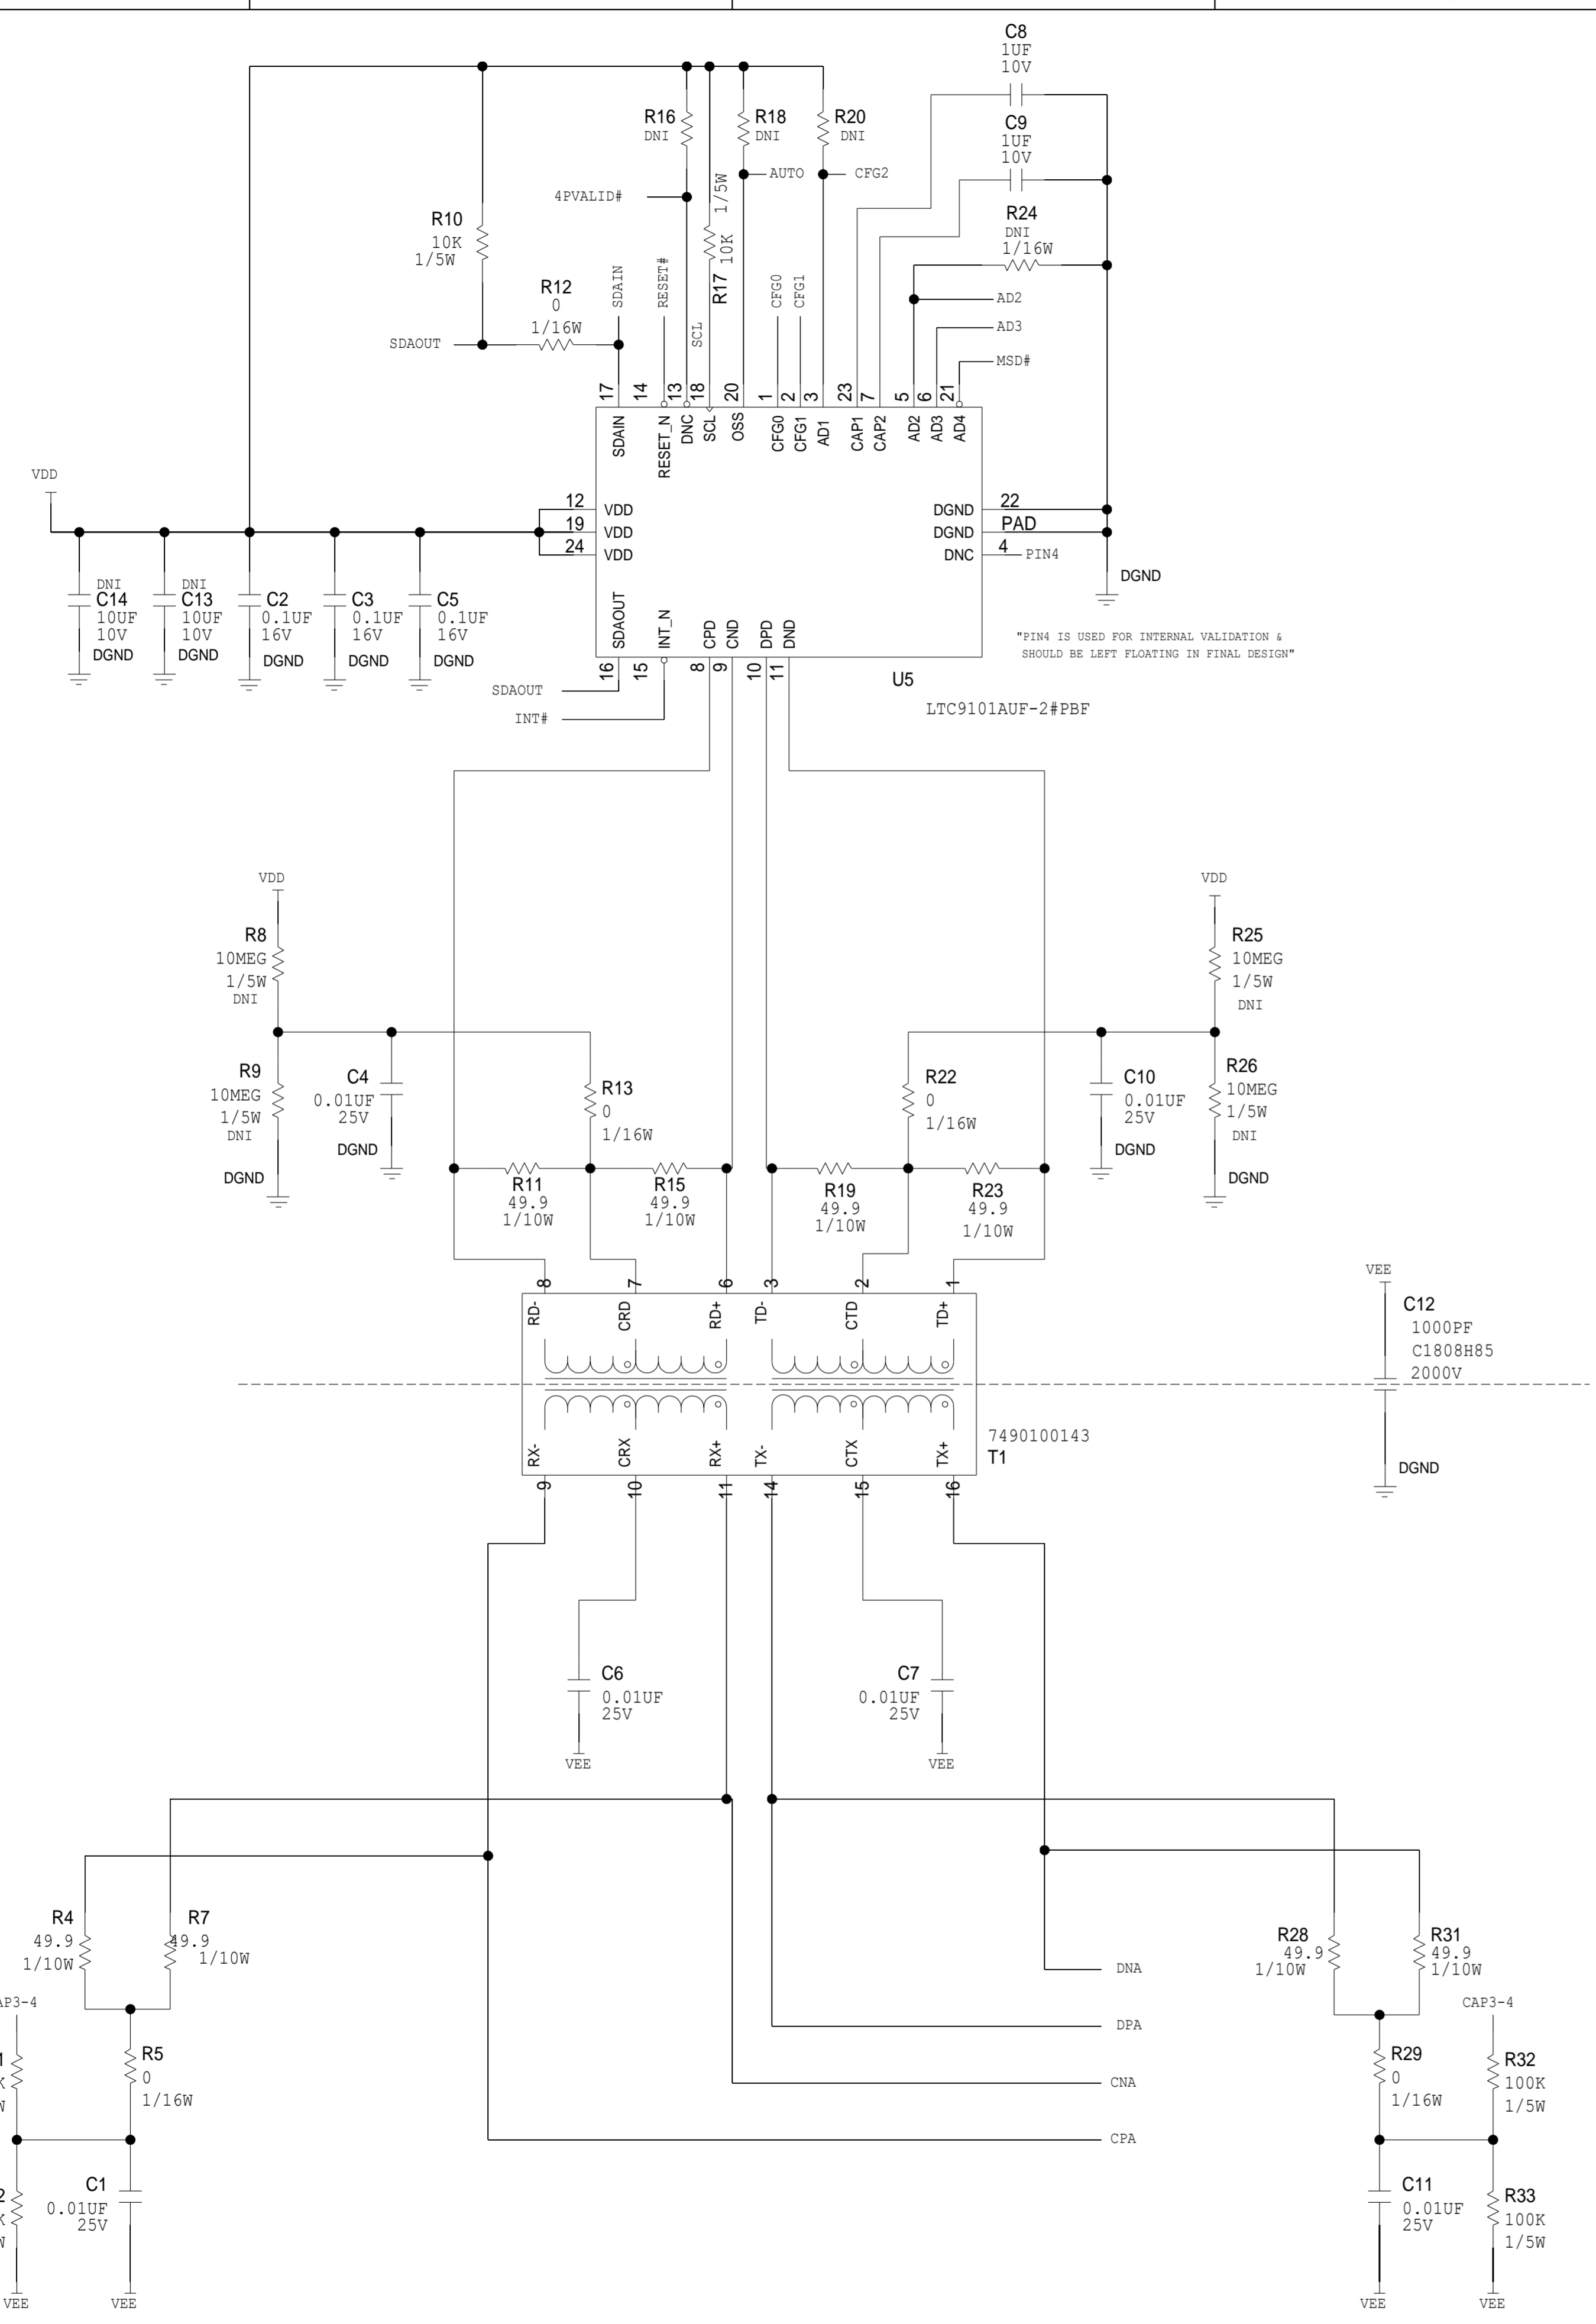 C8
1UF
10V
C9
1UF
10V
R16
DNI
R18
DNI
R20
DNI
AUTO
CFG2
4PVALID#
1/5W
10K
R17
R10
10K
1/5W
R24
DNI
1/16W
R12
0
1/16W
SDAIN
RESET#
SCL
CFG0
CFG1
AD2
AD3
MSD#
SDAOUT
17 14 13 18 20 1 2 3 23 7 5 6 21
SDAIN RESET_N DNC SCL OSS CFG0 CFG1 AD1 CAP1 CAP2 AD2 AD3 AD4
VDD
12 VDD
19 VDD
24 VDD
DGND 22
DGND PAD
DNC 4 PIN4
DGND
DNI
C14
10UF
10V
DGND
DNI
C13
10UF
10V
DGND
C2
0.1UF
16V
DGND
C3
0.1UF
16V
DGND
C5
0.1UF
16V
DGND
SDAOUT INT_N CPD CND DPD DND
16 15 8 9 10 11
SDAOUT
INT#
"PIN4 IS USED FOR INTERNAL VALIDATION &
SHOULD BE LEFT FLOATING IN FINAL DESIGN"
U5
LTC9101AUF-2#PBF
VDD
R8
10MEG
1/5W
DNI
R9
10MEG
1/5W
DNI
DGND
C4
0.01UF
25V
DGND
R13
0
1/16W
R11
49.9
1/10W
R15
49.9
1/10W
R22
0
1/16W
R19
49.9
1/10W
R23
49.9
1/10W
VDD
R25
10MEG
1/5W
DNI
C10
0.01UF
25V
DGND
R26
10MEG
1/5W
DNI
DGND
8 7 6 3 2 1
RD- CRD RD+ TD- CTD TD+
RX- CRX RX+ TX- CTX TX+
9 10 11 14 15 16
7490100143
T1
VEE
C12
1000PF
C1808H85
2000V
DGND
C6
0.01UF
25V
VEE
C7
0.01UF
25V
VEE
R4
49.9
1/10W
R7
49.9
1/10W
AP3-4
R5
0
1/16W
1
K
W
C1
0.01UF
25V
2
K
W
VEE
VEE
DNA
DPA
CNA
CPA
R28
49.9
1/10W
R31
49.9
1/10W
CAP3-4
R29
0
1/16W
R32
100K
1/5W
C11
0.01UF
25V
R33
100K
1/5W
VEE
VEE